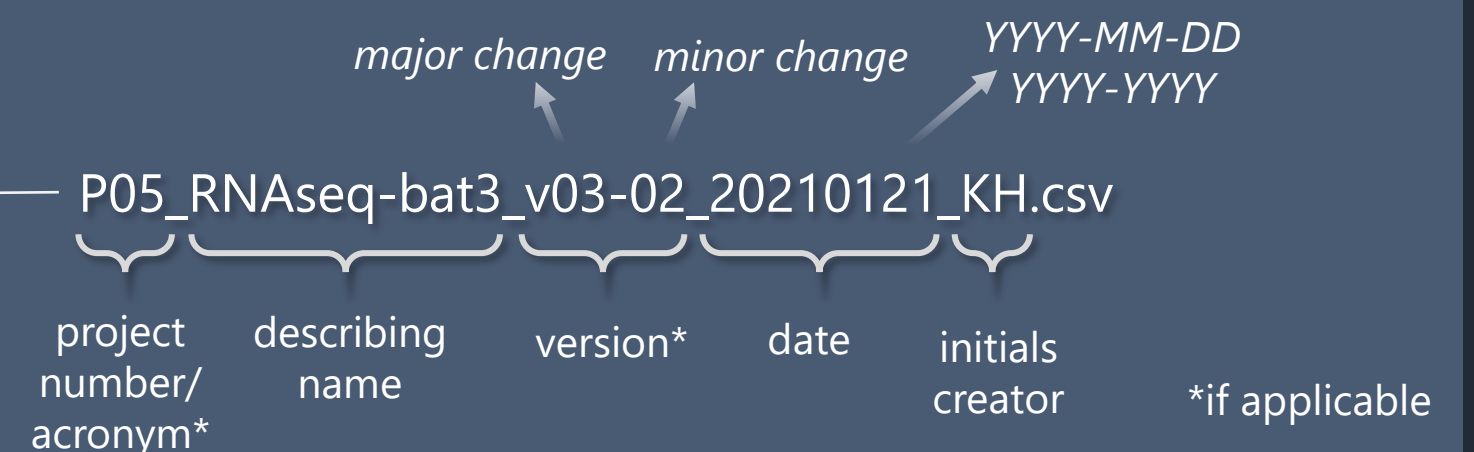 major change
minor change
YYYY-MM-DD
YYYY-YYYY
P05_RNAseq-bat3_v03-02_20210121_KH.csv
project
number/
acronym*
describing
name
version*
date
initials
creator
*if applicable